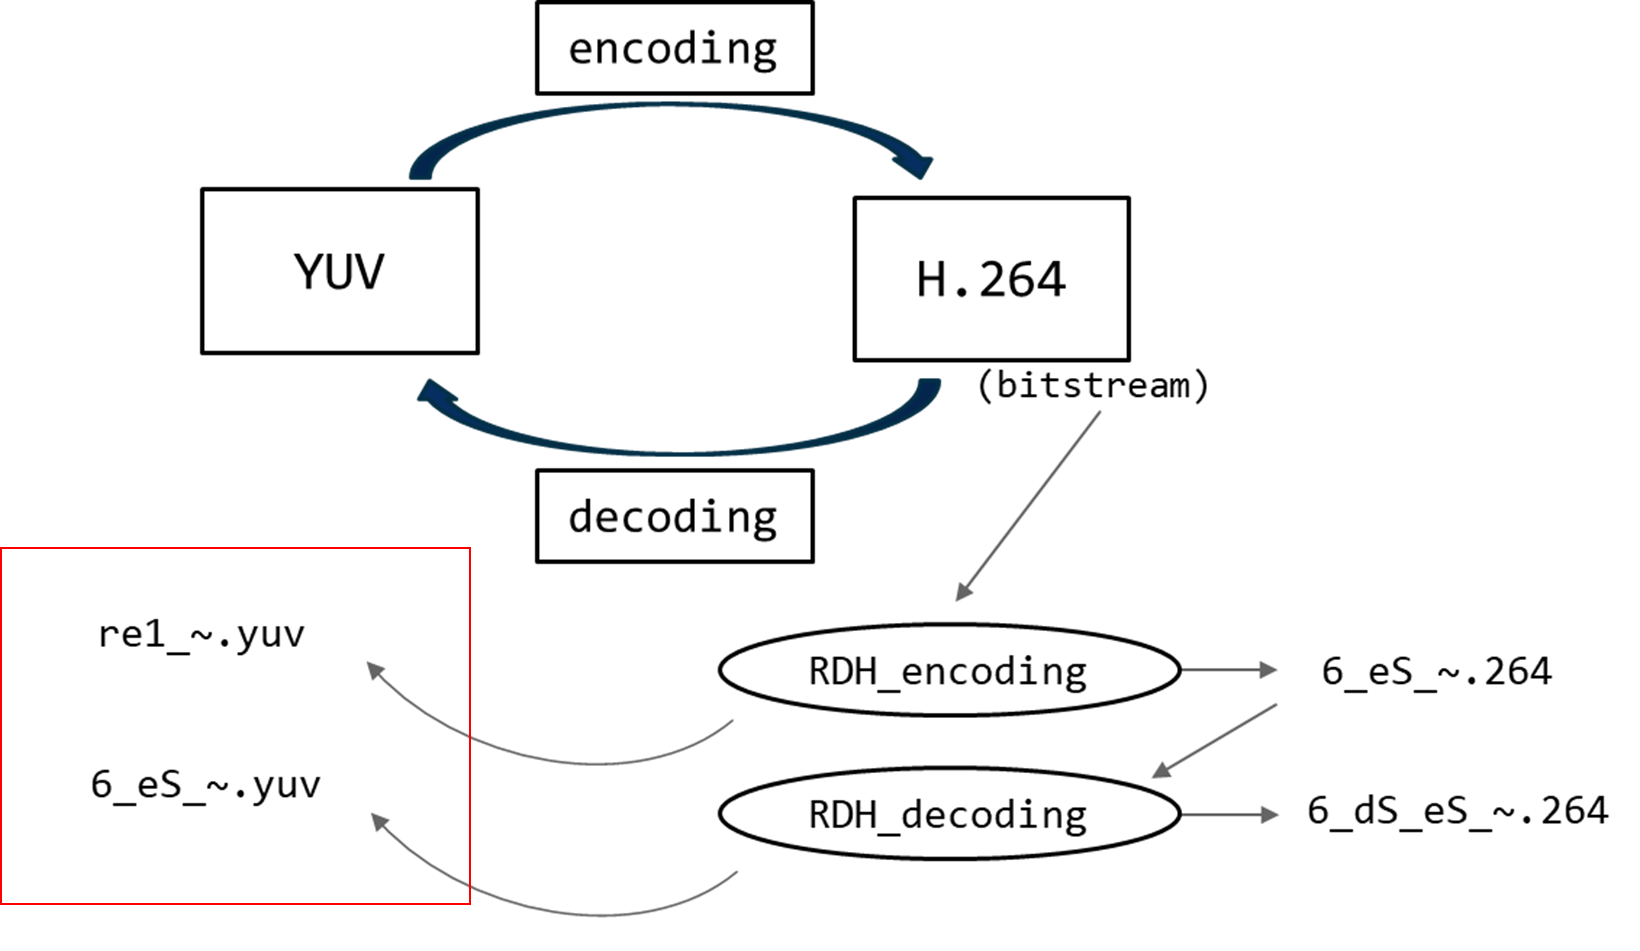 encoding
YUV
H.264
(bitstream)
decoding
re1_~.yuv
RDH_encoding
6_eS_~.264
6_eS_~.yuv
RDH_decoding
6_dS_eS_~.264